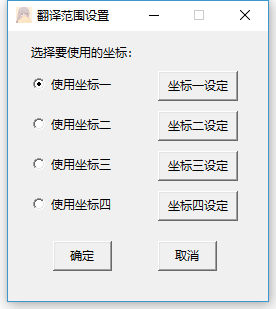 翻译范围设置
选择要使用的坐标:
使用坐标一 坐标一设定
使用坐标二 坐标二设定
使用坐标三 坐标三设定
使用坐标四 坐标四设定
确定 取消